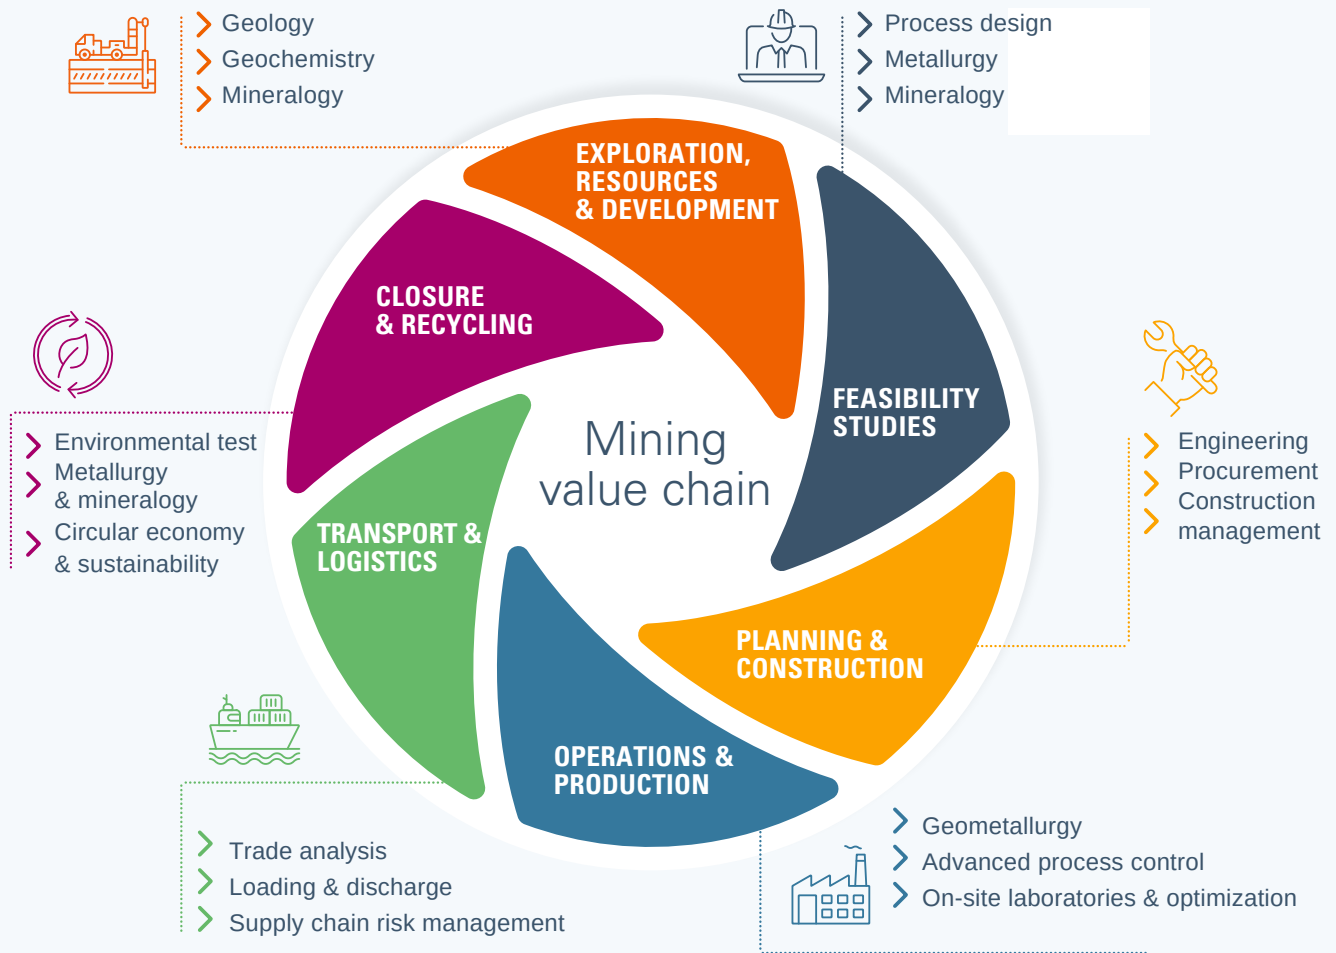 Geology
Geochemistry
Mineralogy
Process design
Metallurgy
Mineralogy
EXPLORATION,
RESOURCES
& DEVELOPMENT
CLOSURE
& RECYCLING
FEASIBILITY
STUDIES
Mining
value chain
Environmental test
Metallurgy
& mineralogy
Circular economy
& sustainability
Engineering
Procurement
Construction
management
TRANSPORT &
LOGISTICS
PLANNING &
CONSTRUCTION
OPERATIONS &
PRODUCTION
Trade analysis
Loading & discharge
Supply chain risk management
Geometallurgy
Advanced process control
On-site laboratories & optimization